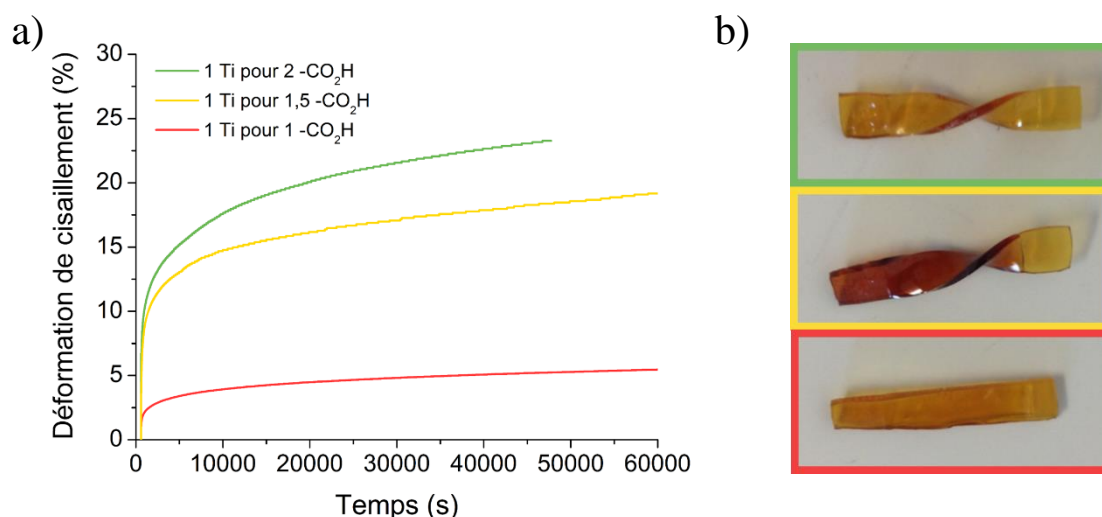 a)
b)
Déformation de cisaillement (%)
30
25
20
15
10
5
0
1 Ti pour 2 -CO₂H
1 Ti pour 1,5 -CO₂H
1 Ti pour 1 -CO₂H
0 10000 20000 30000 40000 50000 60000
Temps (s)